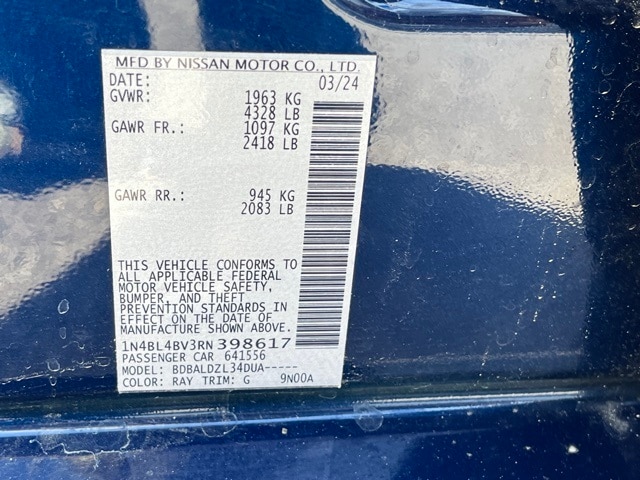 MFD BY NISSAN MOTOR CO., LTD.
DATE: 03/24
GVWR: 1963 KG
4328 LB
GAWR FR.: 1097 KG
2418 LB
GAWR RR.: 945 KG
2083 LB
THIS VEHICLE CONFORMS TO
ALL APPLICABLE FEDERAL
MOTOR VEHICLE SAFETY,
BUMPER, AND THEFT
PREVENTION STANDARDS IN
EFFECT ON THE DATE OF
MANUFACTURE SHOWN ABOVE.
1N4BL4BV3RN398617
PASSENGER CAR 641556
MODEL: BDBALDZL34DUA-----
COLOR: RAY TRIM: G 9N00A